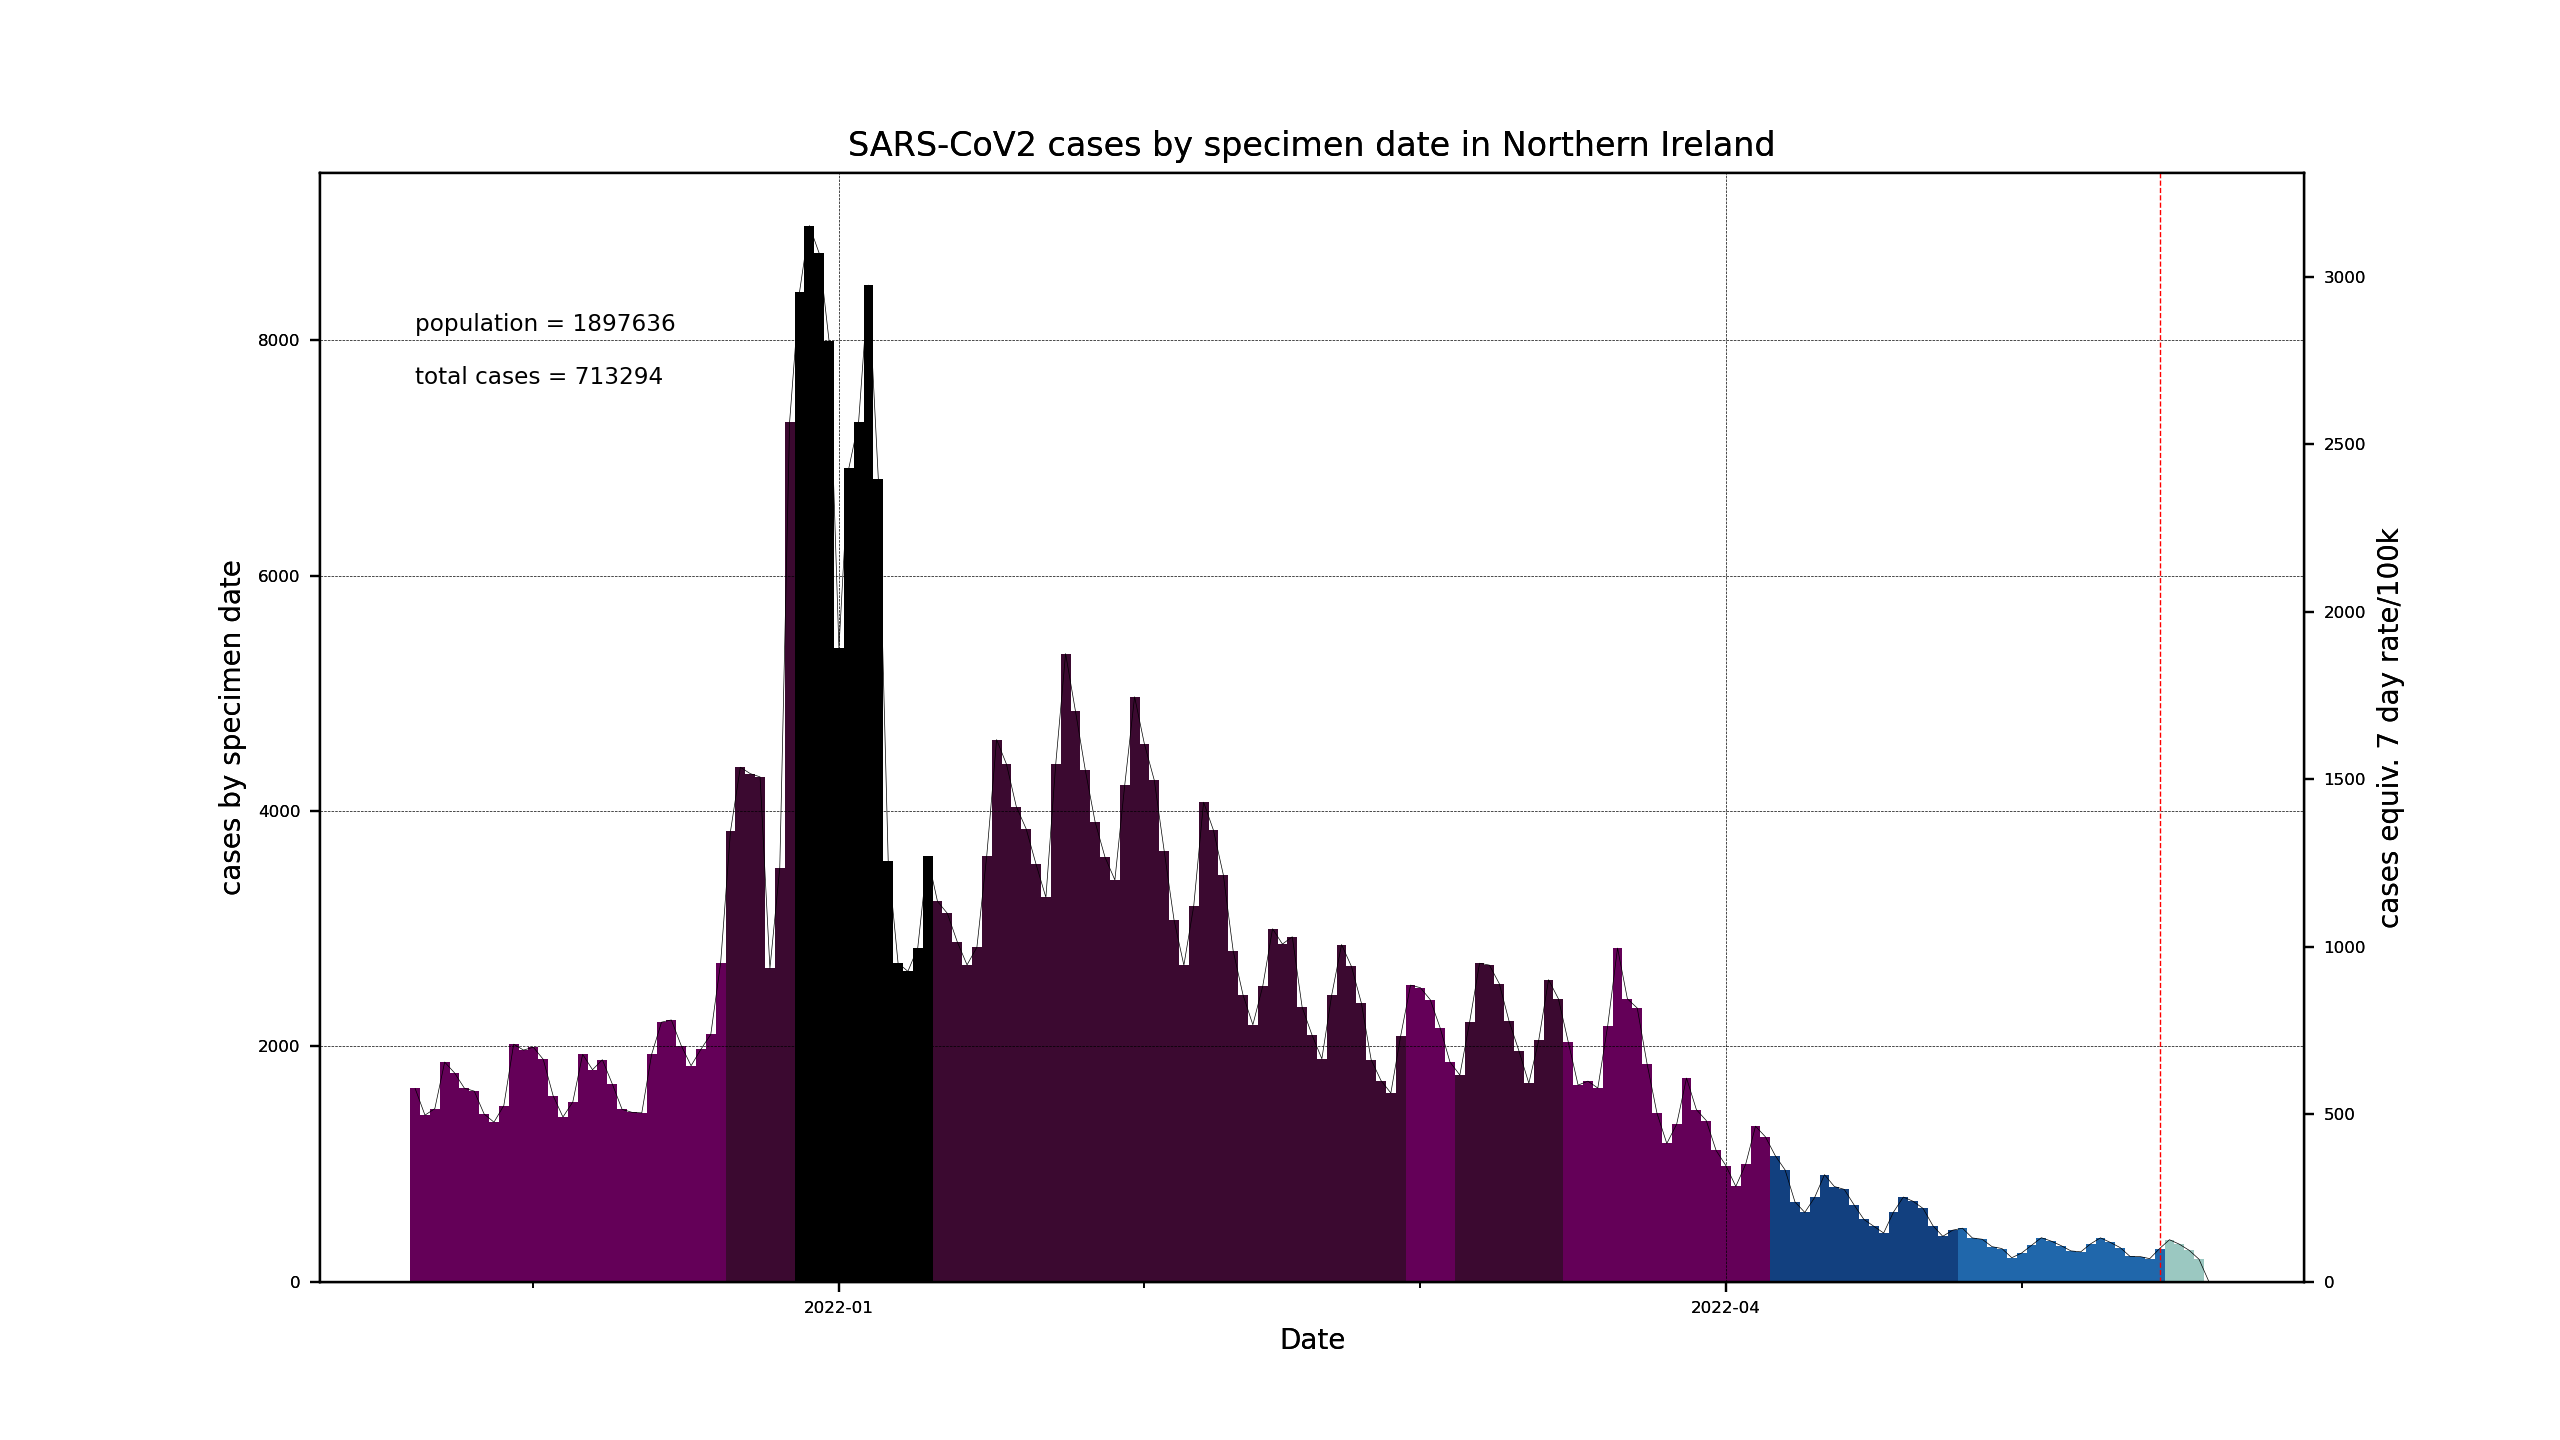 SARS-CoV2 cases by specimen date in Northern Ireland
population = 1897636
total cases = 713294
cases by specimen date
8000
6000
4000
2000
0
3000
2500
2000
1500
1000
500
0
cases equiv. 7 day rate/100k
2022-01
2022-04
Date